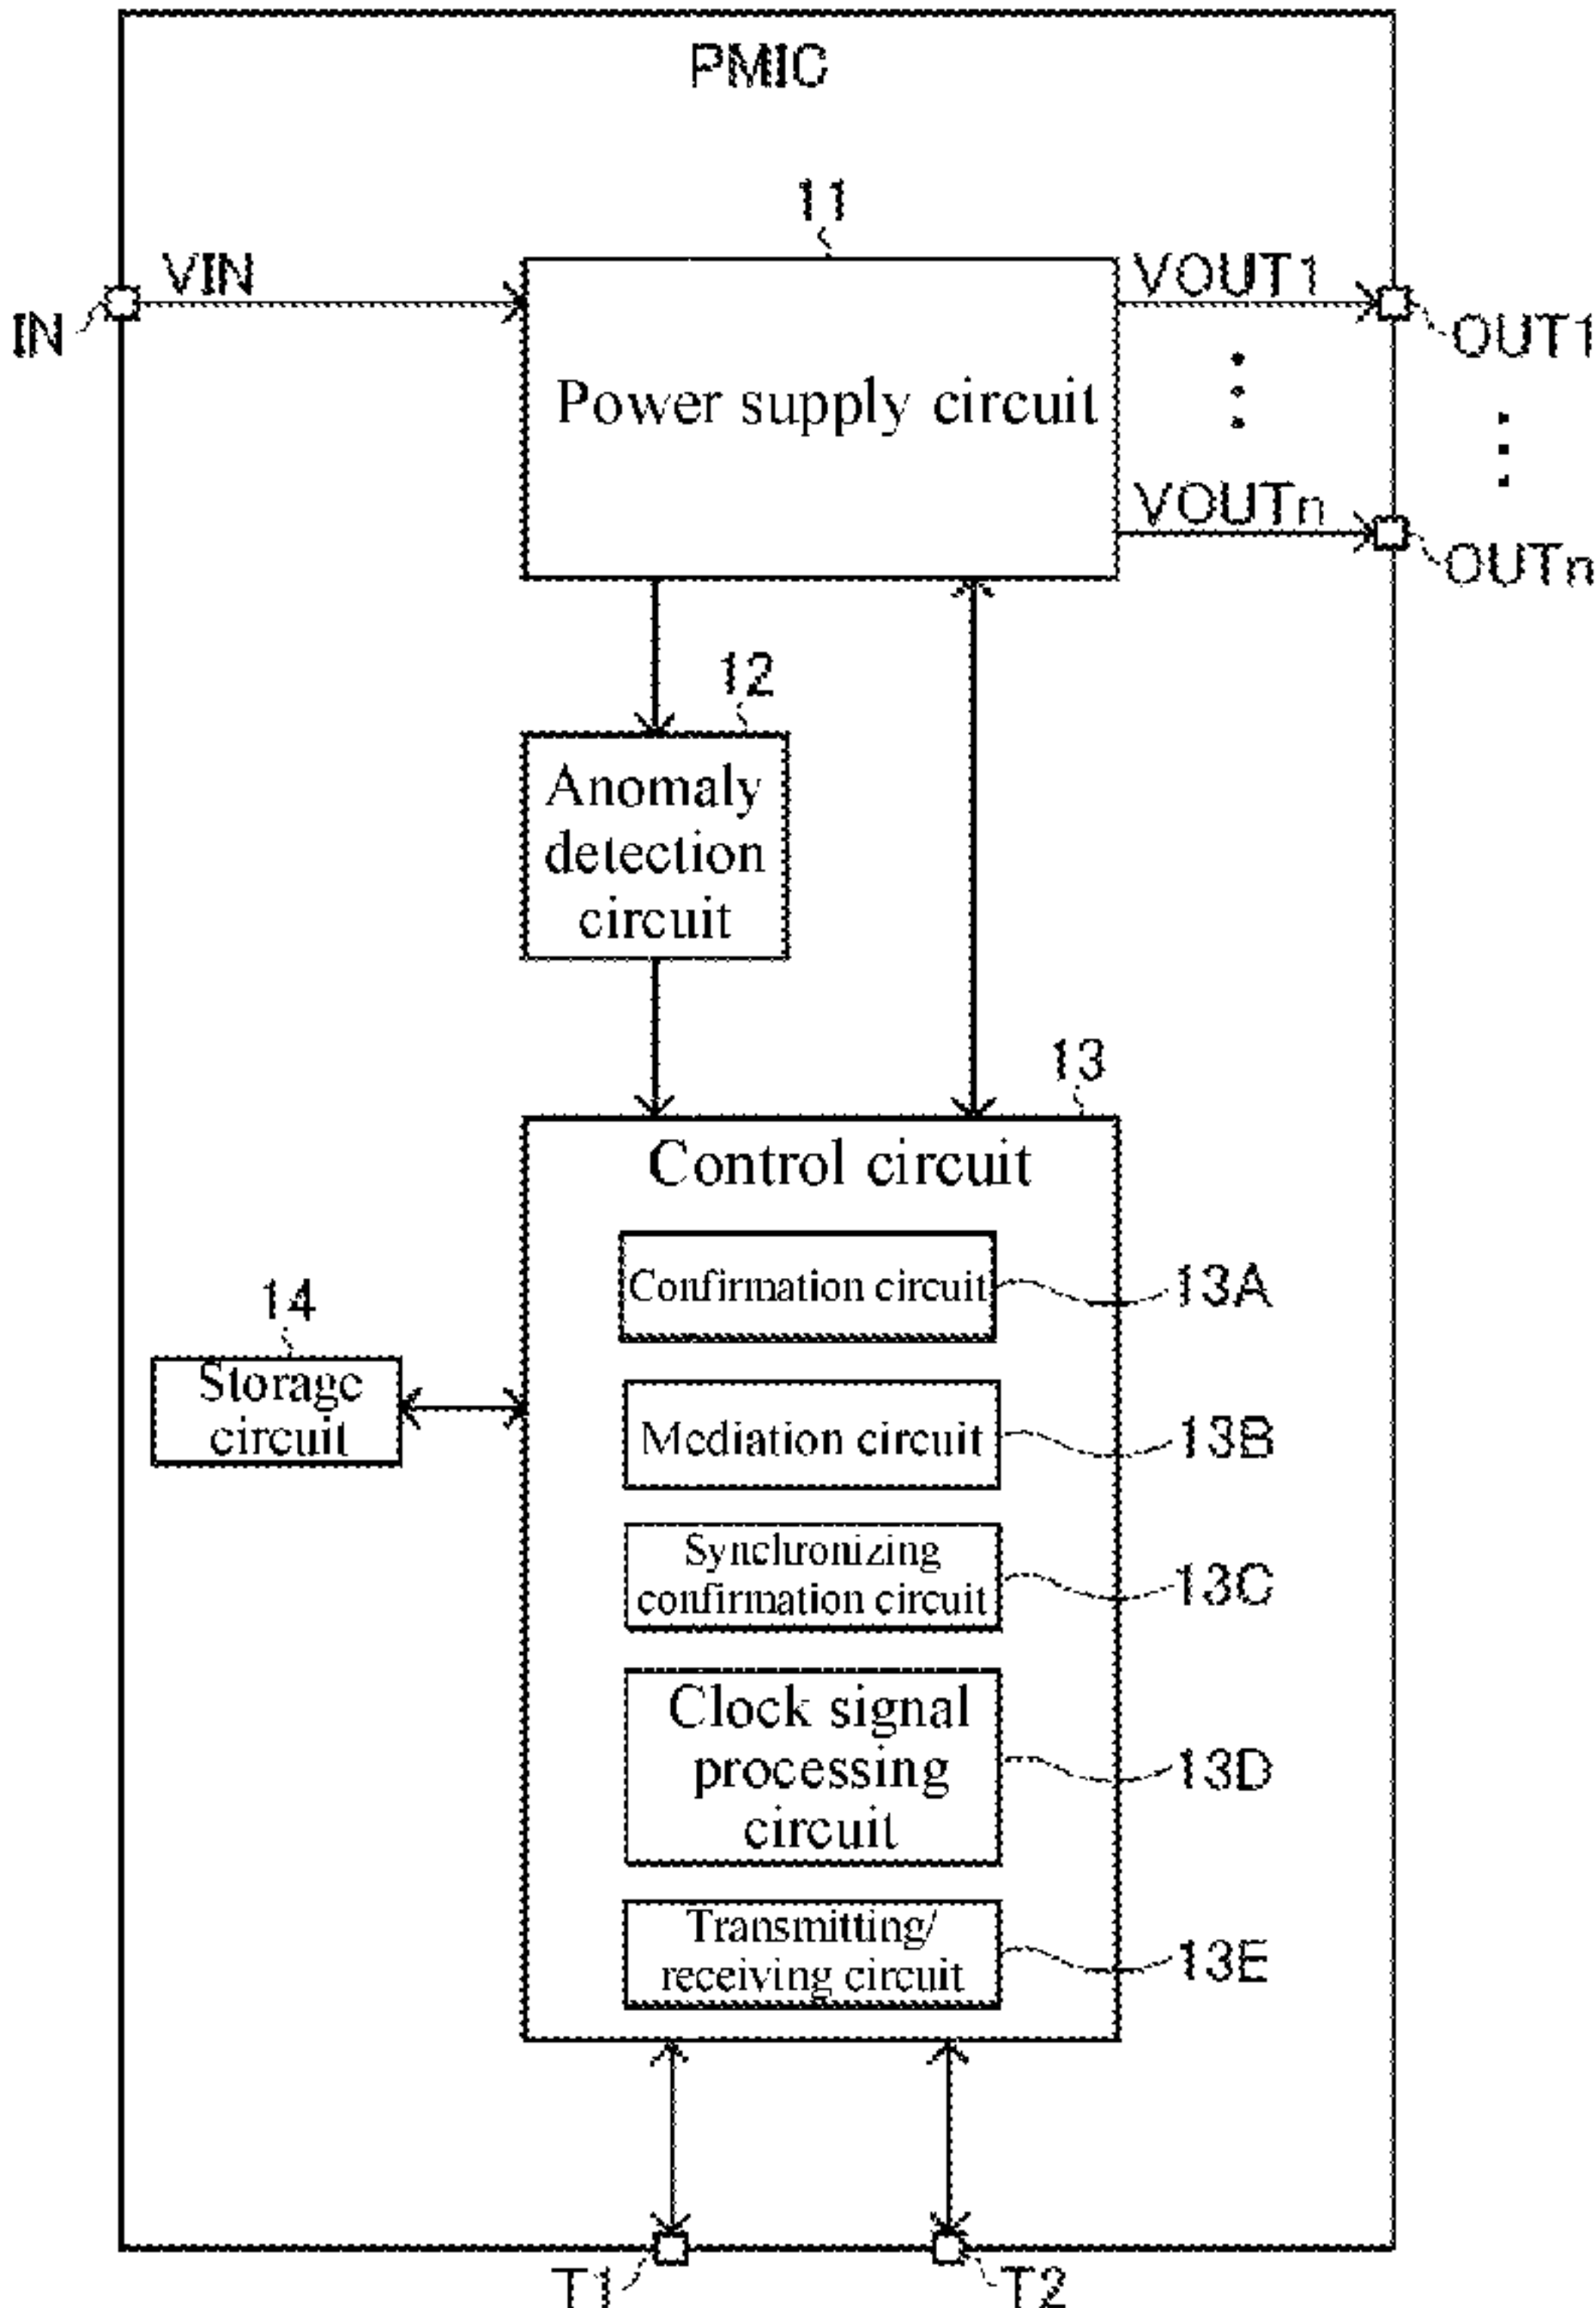 PMIC
11
VIN
VOUT1
IN
OUT1
Power supply circuit
VOUTn
OUTn
12
Anomaly
detection
circuit
13
Control circuit
Confirmation circuit
13A
14
Storage
circuit
Mediation circuit
13B
Synchronizing
confirmation circuit
13C
Clock signal
processing
circuit
13D
Transmitting/
receiving circuit
13E
T1
T2